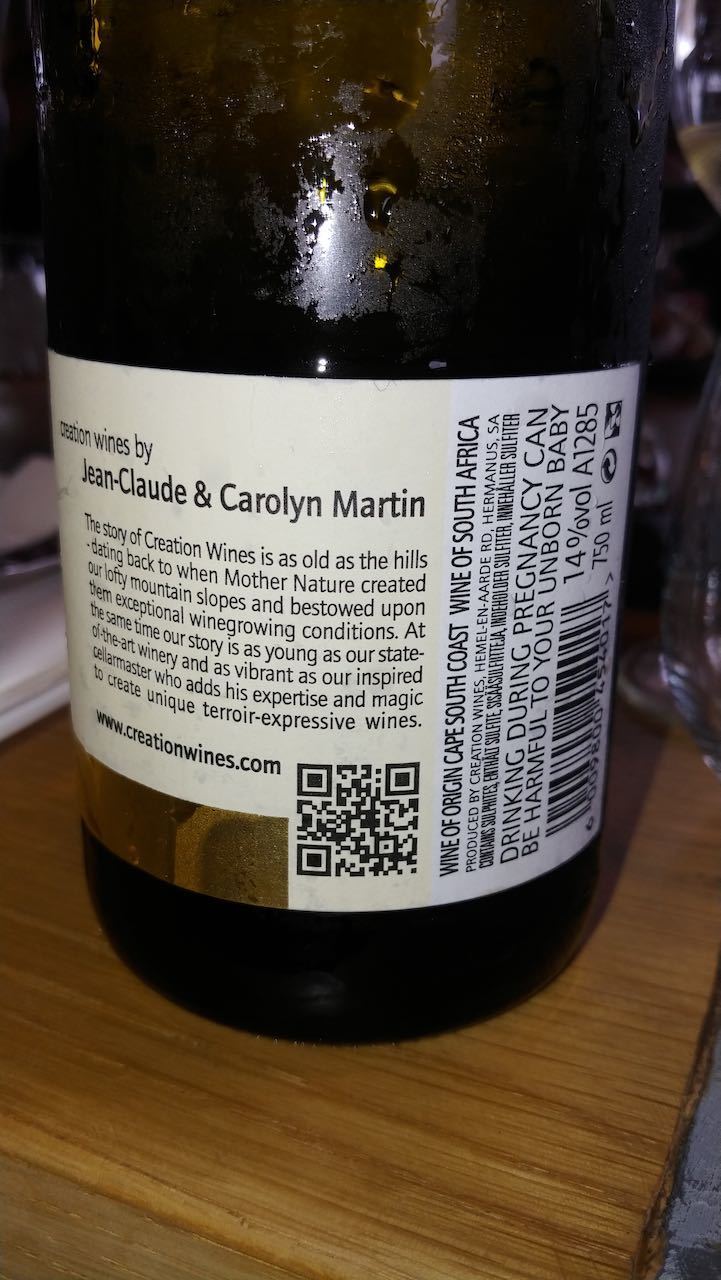 creation wines by
Jean-Claude & Carolyn Martin
The story of Creation Wines is as old as the hills
- dating back to when Mother Nature created
our lofty mountain slopes and bestowed upon
them exceptional winegrowing conditions. At
the same time our story is as young as our state-
of-the-art winery and as vibrant as our inspired
cellarmaster who adds his expertise and magic
to create unique terroir-expressive wines.
www.creationwines.com
WINE OF ORIGIN CAPE SOUTH COAST WINE OF SOUTH AFRICA
PRODUCED BY CREATION WINES, HEMEL-EN-AARDE RD, HERMANUS, SA
CONTAINS SULPHITES, ENTHÄLT SULFITE, SISÄÄSULFIITTEJA, INDEHOLDER SULFITTER, INNEHÅLLER SULFITER
DRINKING DURING PREGNANCY CAN
BE HARMFUL TO YOUR UNBORN BABY
14 %vol A1285
750 ml
6 009800 454017 >